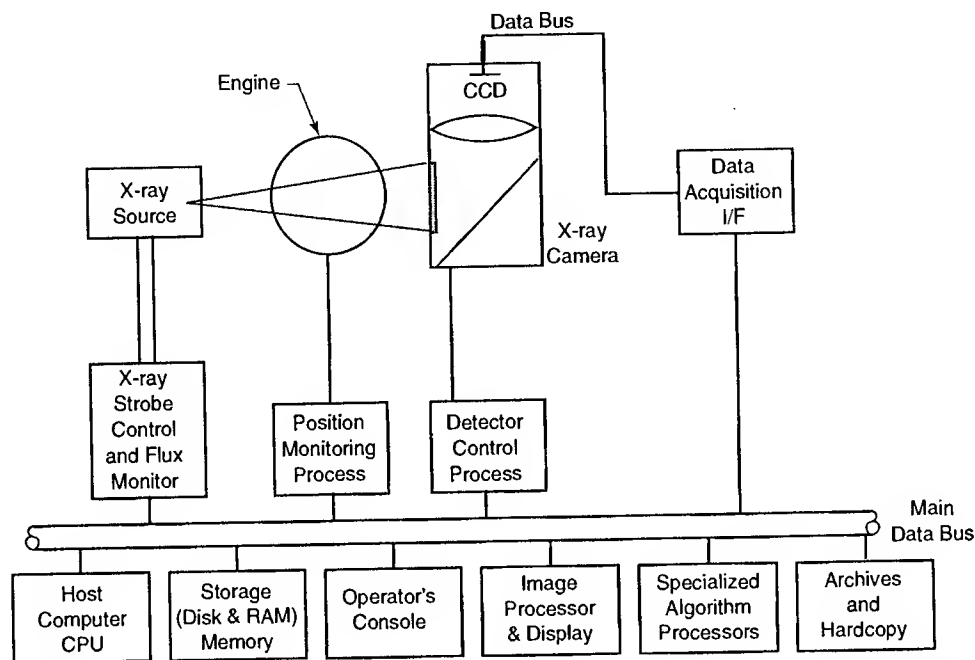 Data Bus
Engine
CCD
X-ray
Source
Data
Acquisition
I/F
X-ray
Camera
X-ray
Strobe
Control
and Flux
Monitor
Position
Monitoring
Process
Detector
Control
Process
Main
Data Bus
Host
Computer
CPU
Storage
(Disk & RAM)
Memory
Operator's
Console
Image
Processor
& Display
Specialized
Algorithm
Processors
Archives
and
Hardcopy